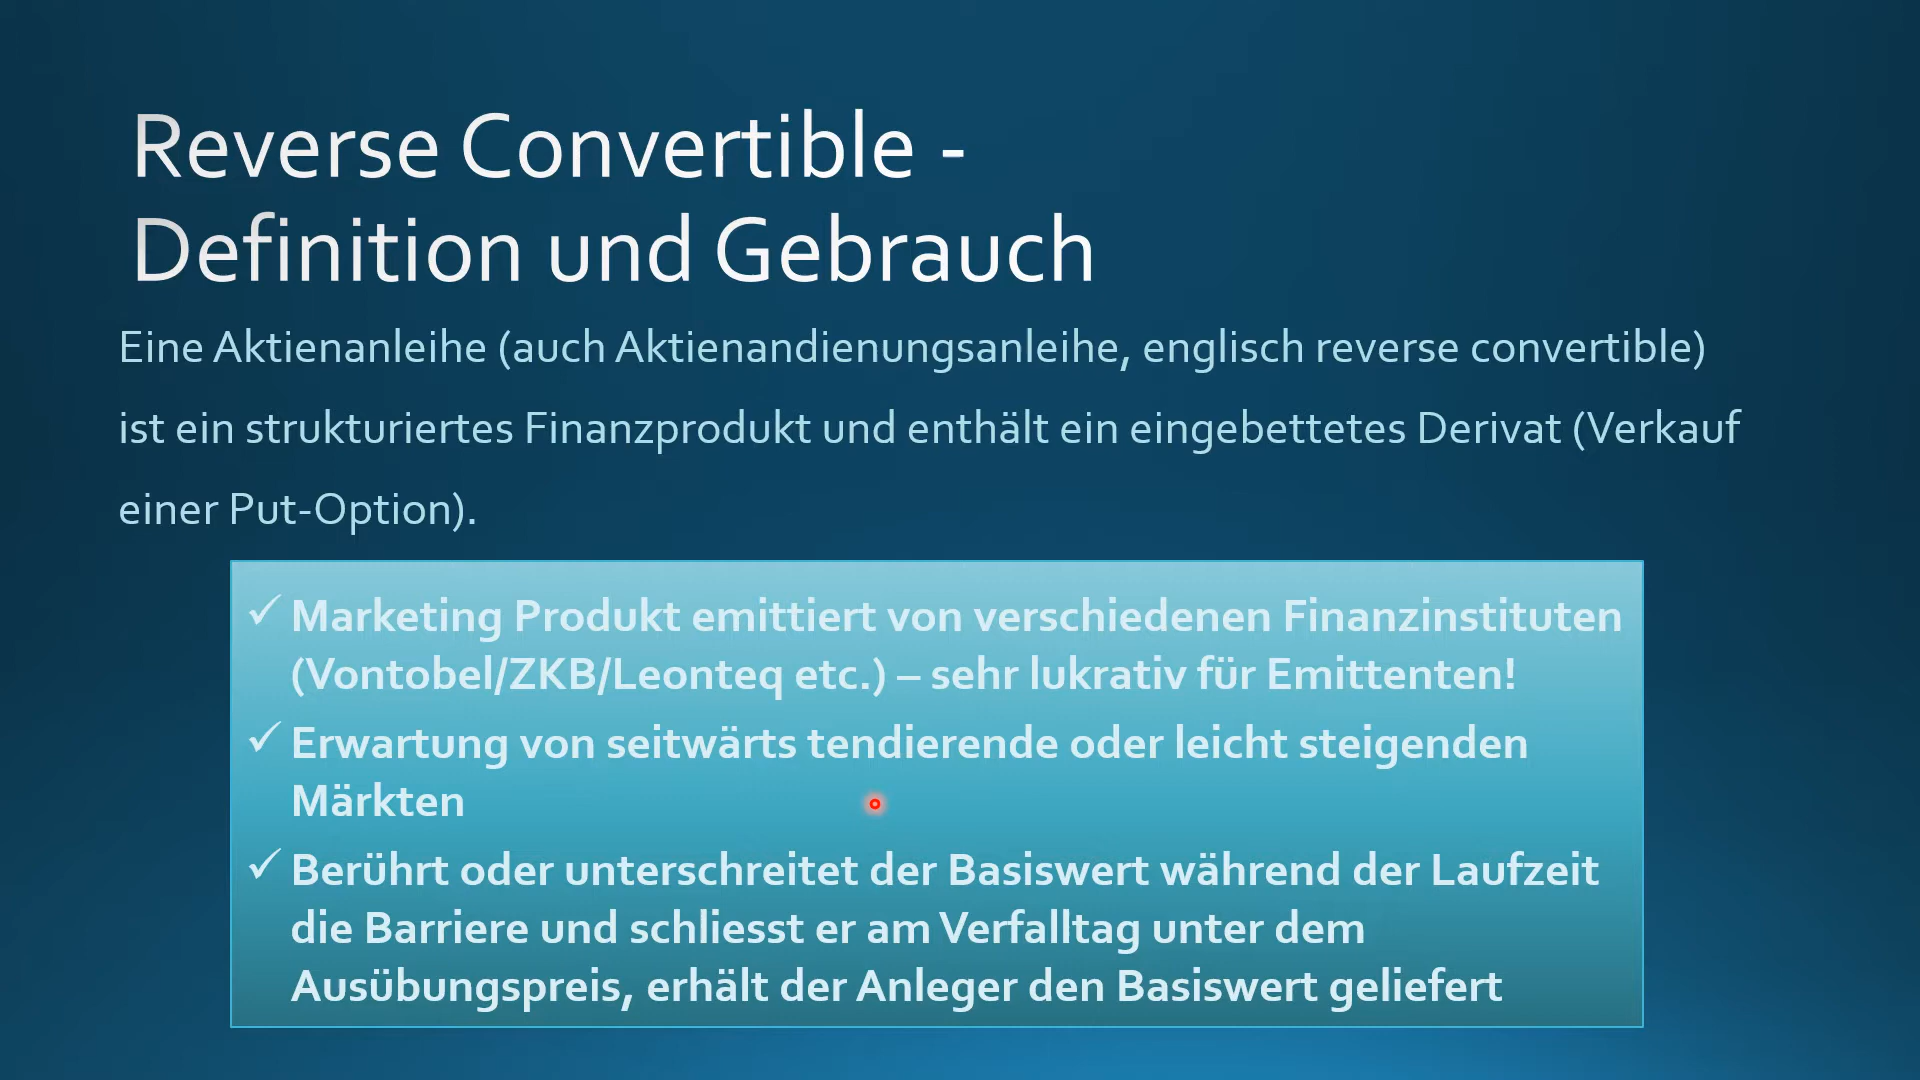 Reverse Convertible -
Definition und Gebrauch
Eine Aktienanleihe (auch Aktienandienungsanleihe, englisch reverse convertible)
ist ein strukturiertes Finanzprodukt und enthält ein eingebettetes Derivat (Verkauf
einer Put-Option).
✓ Marketing Produkt emittiert von verschiedenen Finanzinstituten
(Vontobel/ZKB/Leonteq etc.) – sehr lukrativ für Emittenten!
✓ Erwartung von seitwärts tendierende oder leicht steigenden
Märkten
✓ Berührt oder unterschreitet der Basiswert während der Laufzeit
die Barriere und schliesst er am Verfalltag unter dem
Ausübungspreis, erhält der Anleger den Basiswert geliefert